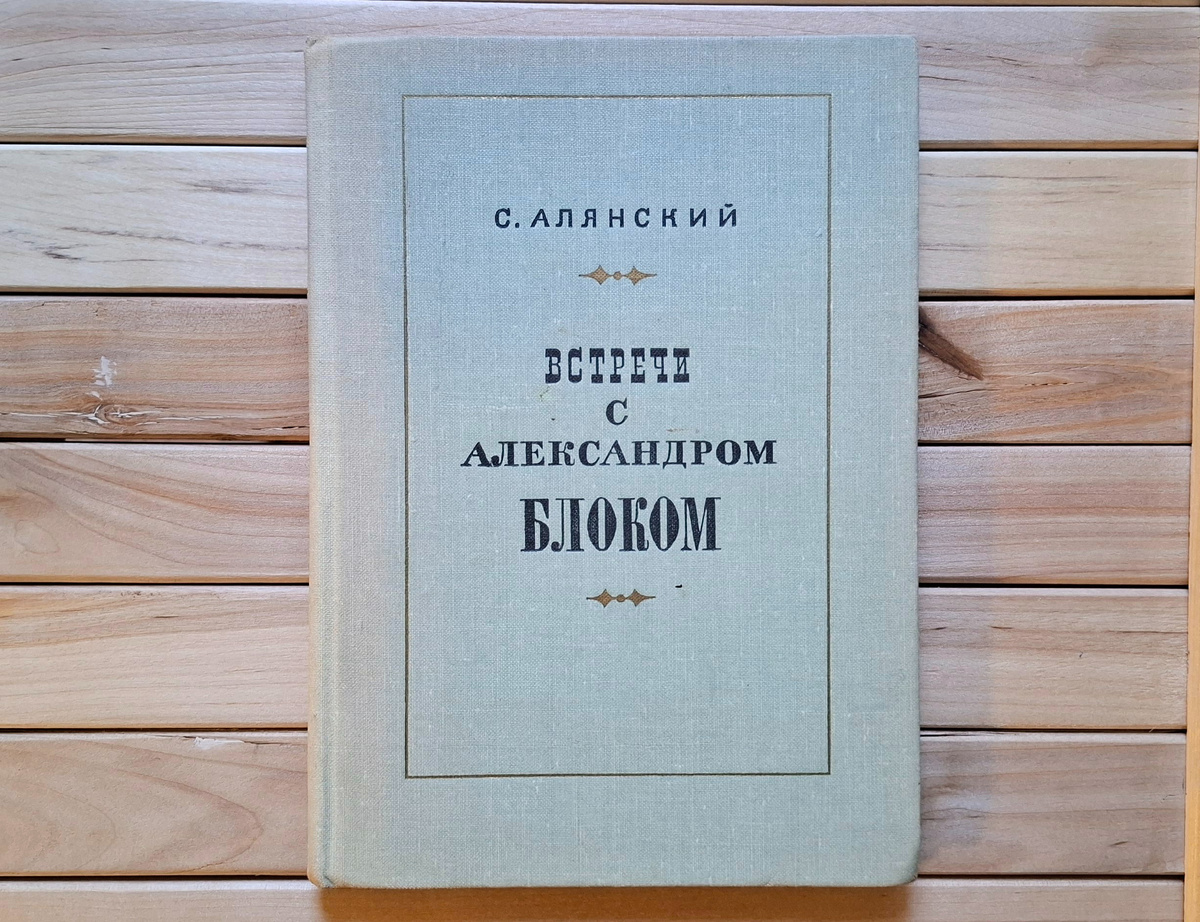 С. АЛЯНСКИЙ
ВСТРЕЧИ
С
АЛЕКСАНДРОМ
БЛОКОМ